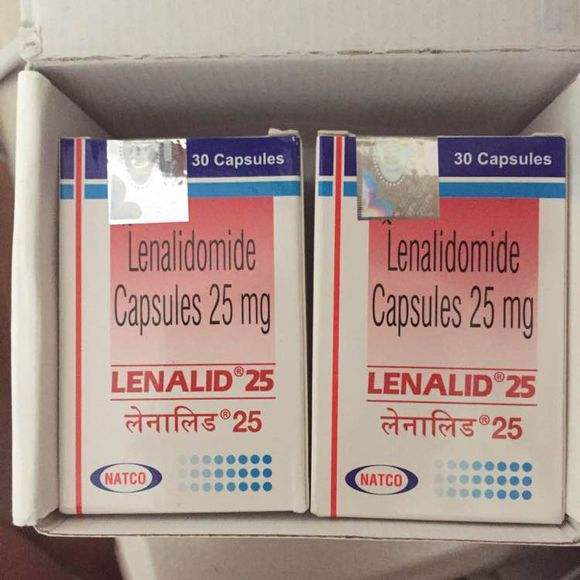 30 Capsules
Lenalidomide
Capsules 25 mg
LENALID® 25
लेनालिड® 25
NATCO
30 Capsules
Lenalidomide
Capsules 25 mg
LENALID® 25
लेनालिड® 25
NATCO